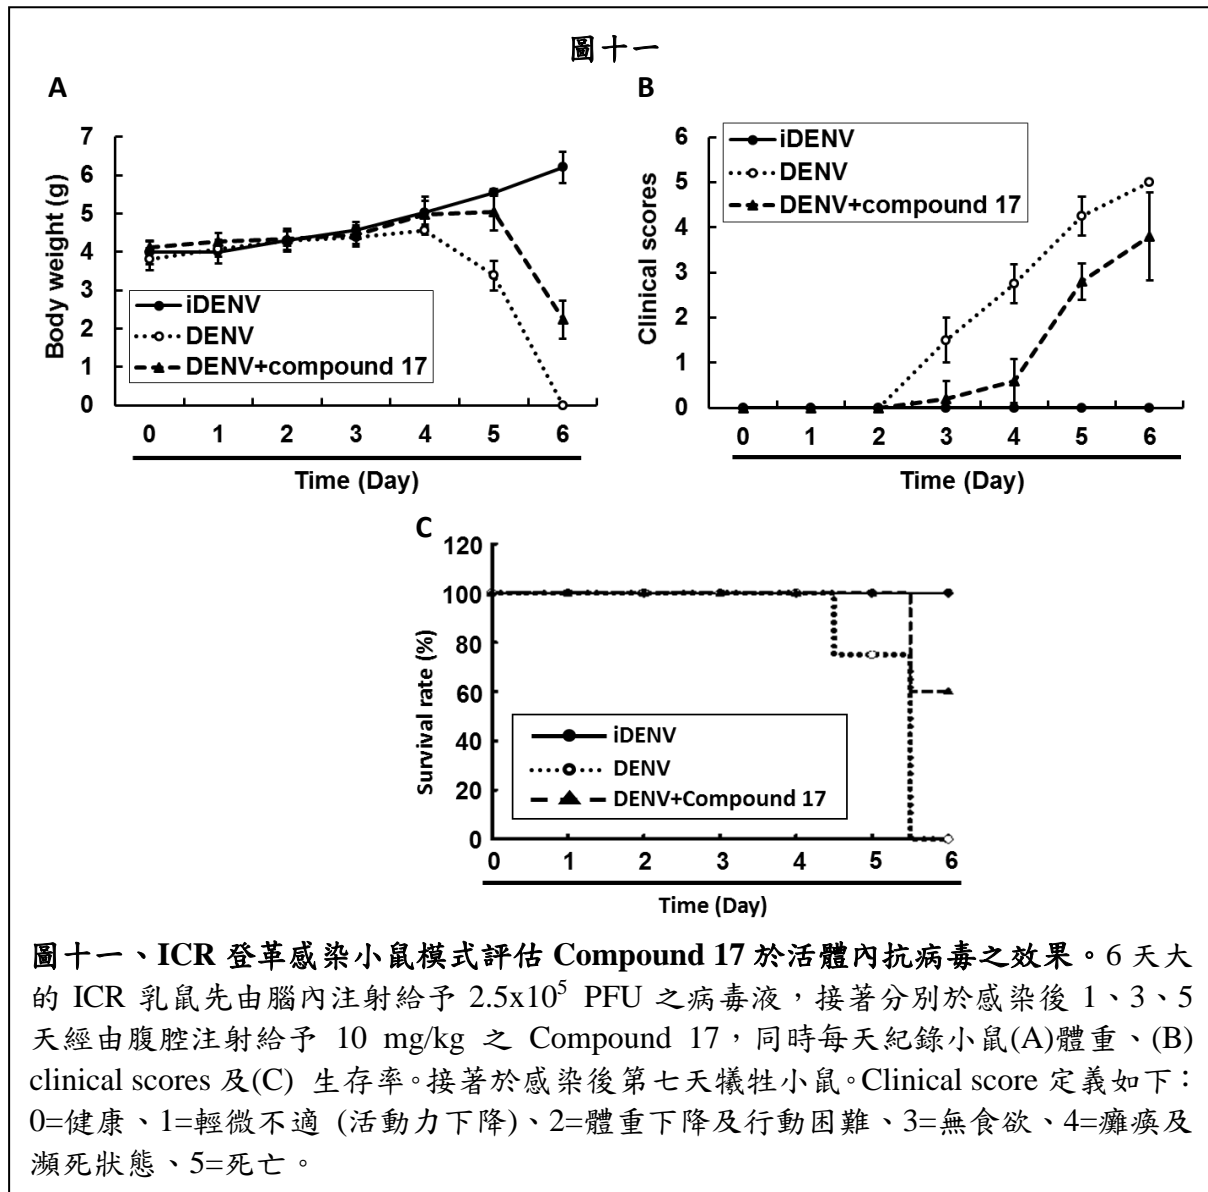 圖十一
A
7
6
5
4
3
2
1
0
Body weight (g)
iDENV
DENV
DENV+compound 17
0 1 2 3 4 5 6
Time (Day)
B
6
5
4
3
2
1
0
Clinical scores
iDENV
DENV
DENV+compound 17
0 1 2 3 4 5 6
Time (Day)
C
120
100
80
60
40
20
0
Survival rate (%)
iDENV
DENV
DENV+Compound 17
0 1 2 3 4 5 6
Time (Day)
圖十一、ICR 登革感染小鼠模式評估 Compound 17 於活體內抗病毒之效果。6 天大
的 ICR 乳鼠先由腦內注射給予 2.5x10⁵ PFU 之病毒液，接著分別於感染後 1、3、5
天經由腹腔注射給予 10 mg/kg 之 Compound 17，同時每天紀錄小鼠(A)體重、(B)
clinical scores 及(C) 生存率。接著於感染後第七天犧牲小鼠。Clinical score 定義如下：
0=健康、1=輕微不適 (活動力下降)、2=體重下降及行動困難、3=無食欲、4=癱瘓及
瀕死狀態、5=死亡。